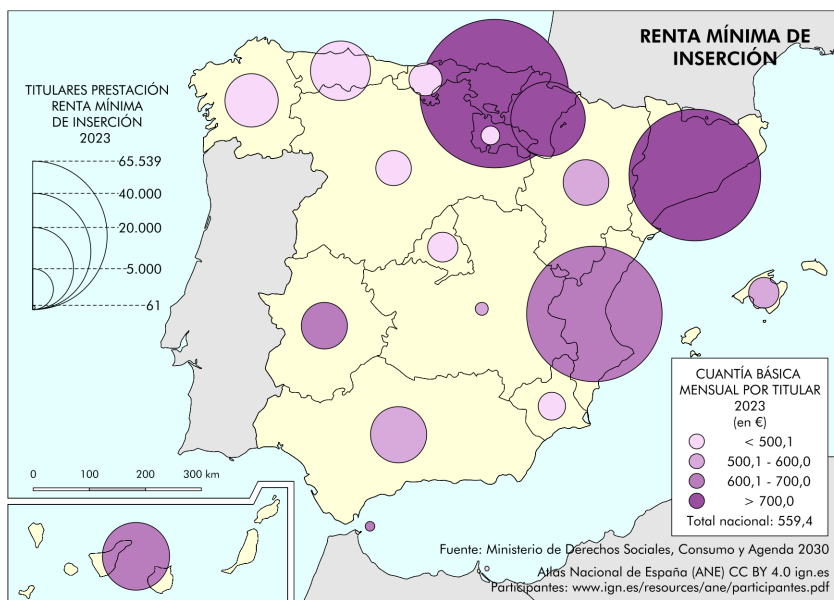 RENTA MÍNIMA DE
INSERCIÓN
TITULARES PRESTACIÓN
RENTA MÍNIMA
DE INSERCIÓN
2023
65.539
40.000
20.000
5.000
61
CUANTÍA BÁSICA
MENSUAL POR TITULAR
2023
(en €)
< 500,1
500,1 - 600,0
600,1 - 700,0
> 700,0
Total nacional: 559,4
0 100 200 300 km
Fuente: Ministerio de Derechos Sociales, Consumo y Agenda 2030
Atlas Nacional de España (ANE) CC BY 4.0 ign.es
Participantes: www.ign.es/resources/ane/participantes.pdf